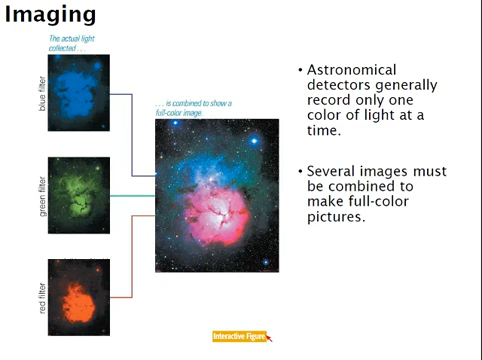 Imaging
The actual light
collected . . .
blue filter
. . . is combined to show a
full-color image.
green filter
red filter
• Astronomical
detectors generally
record only one
color of light at a
time.
• Several images must
be combined to
make full-color
pictures.
Interactive Figure